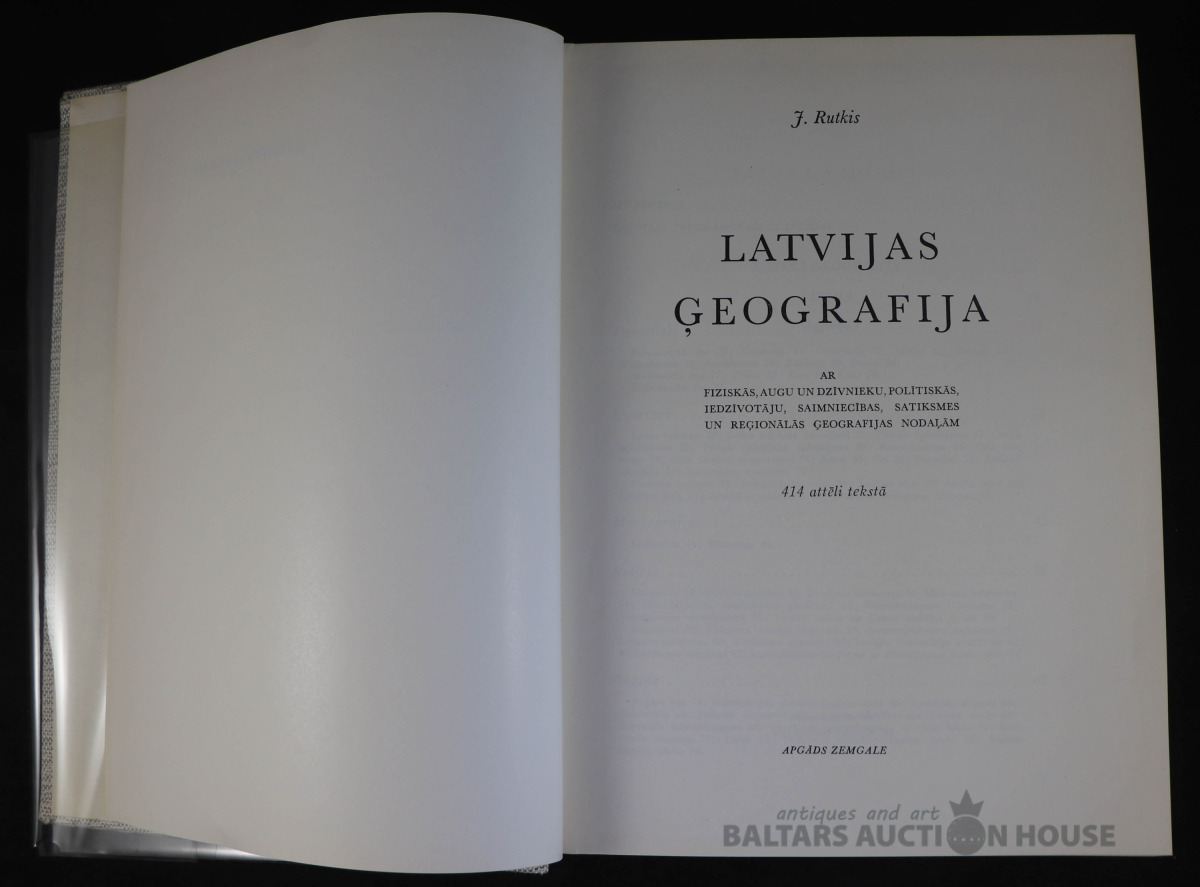 J. Rutkis
LATVIJAS
ĢEOGRAFIJA
AR
FIZISKĀS, AUGU UN DZĪVNIEKU, POLĪTISKĀS,
IEDZĪVOTĀJU, SAIMNIECĪBAS, SATIKSMES
UN REĢIONĀLĀS ĢEOGRAFIJAS NODAĻĀM
414 attēli tekstā
APGĀDS ZEMGALE
antiques and art
BALTARS AUCTION HOUSE